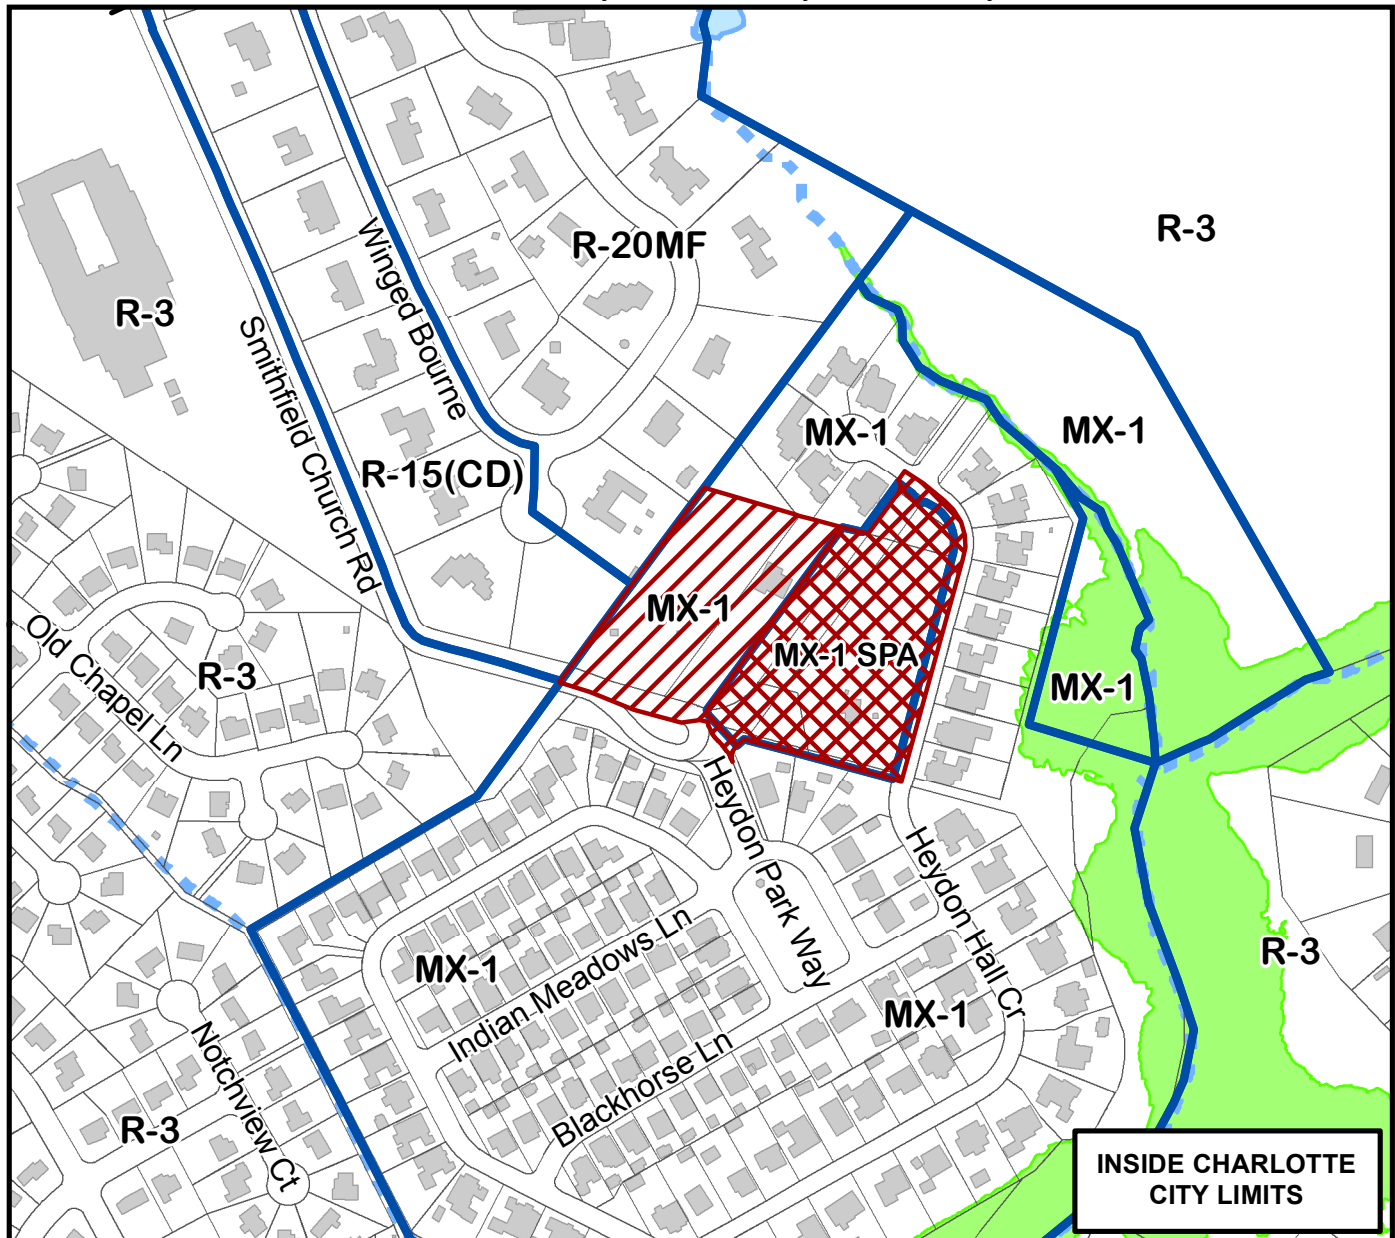 R-3
Winged Bourne
R-20MF
R-3
Smithfield Church Rd
MX-1
MX-1
R-15(CD)
MX-1
MX-1 SPA
Old Chapel Ln
R-3
MX-1
Heydon Park Way
Heydon Hall Cr
Indian Meadows Ln
MX-1
R-3
MX-1
Blackhorse Ln
Notchview Ct
R-3
INSIDE CHARLOTTE
CITY LIMITS